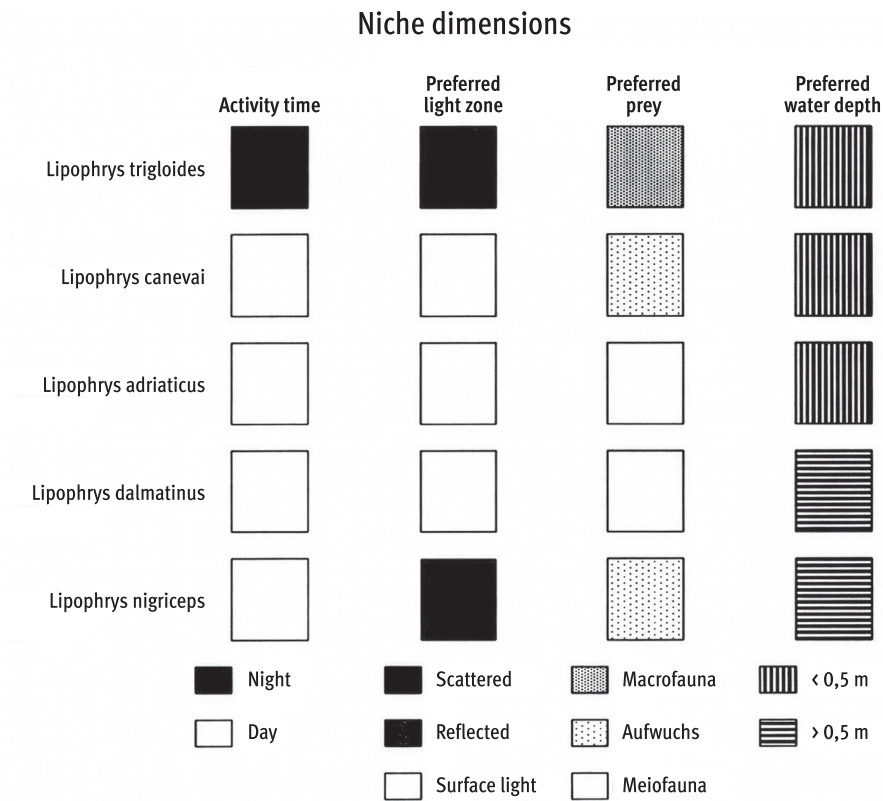 Niche dimensions
Activity time
Preferred
light zone
Preferred
prey
Preferred
water depth
Lipophrys trigloides
Lipophrys canevai
Lipophrys adriaticus
Lipophrys dalmatinus
Lipophrys nigriceps
Night
Scattered
Macrofauna
< 0,5 m
Day
Reflected
Aufwuchs
> 0,5 m
Surface light
Meiofauna